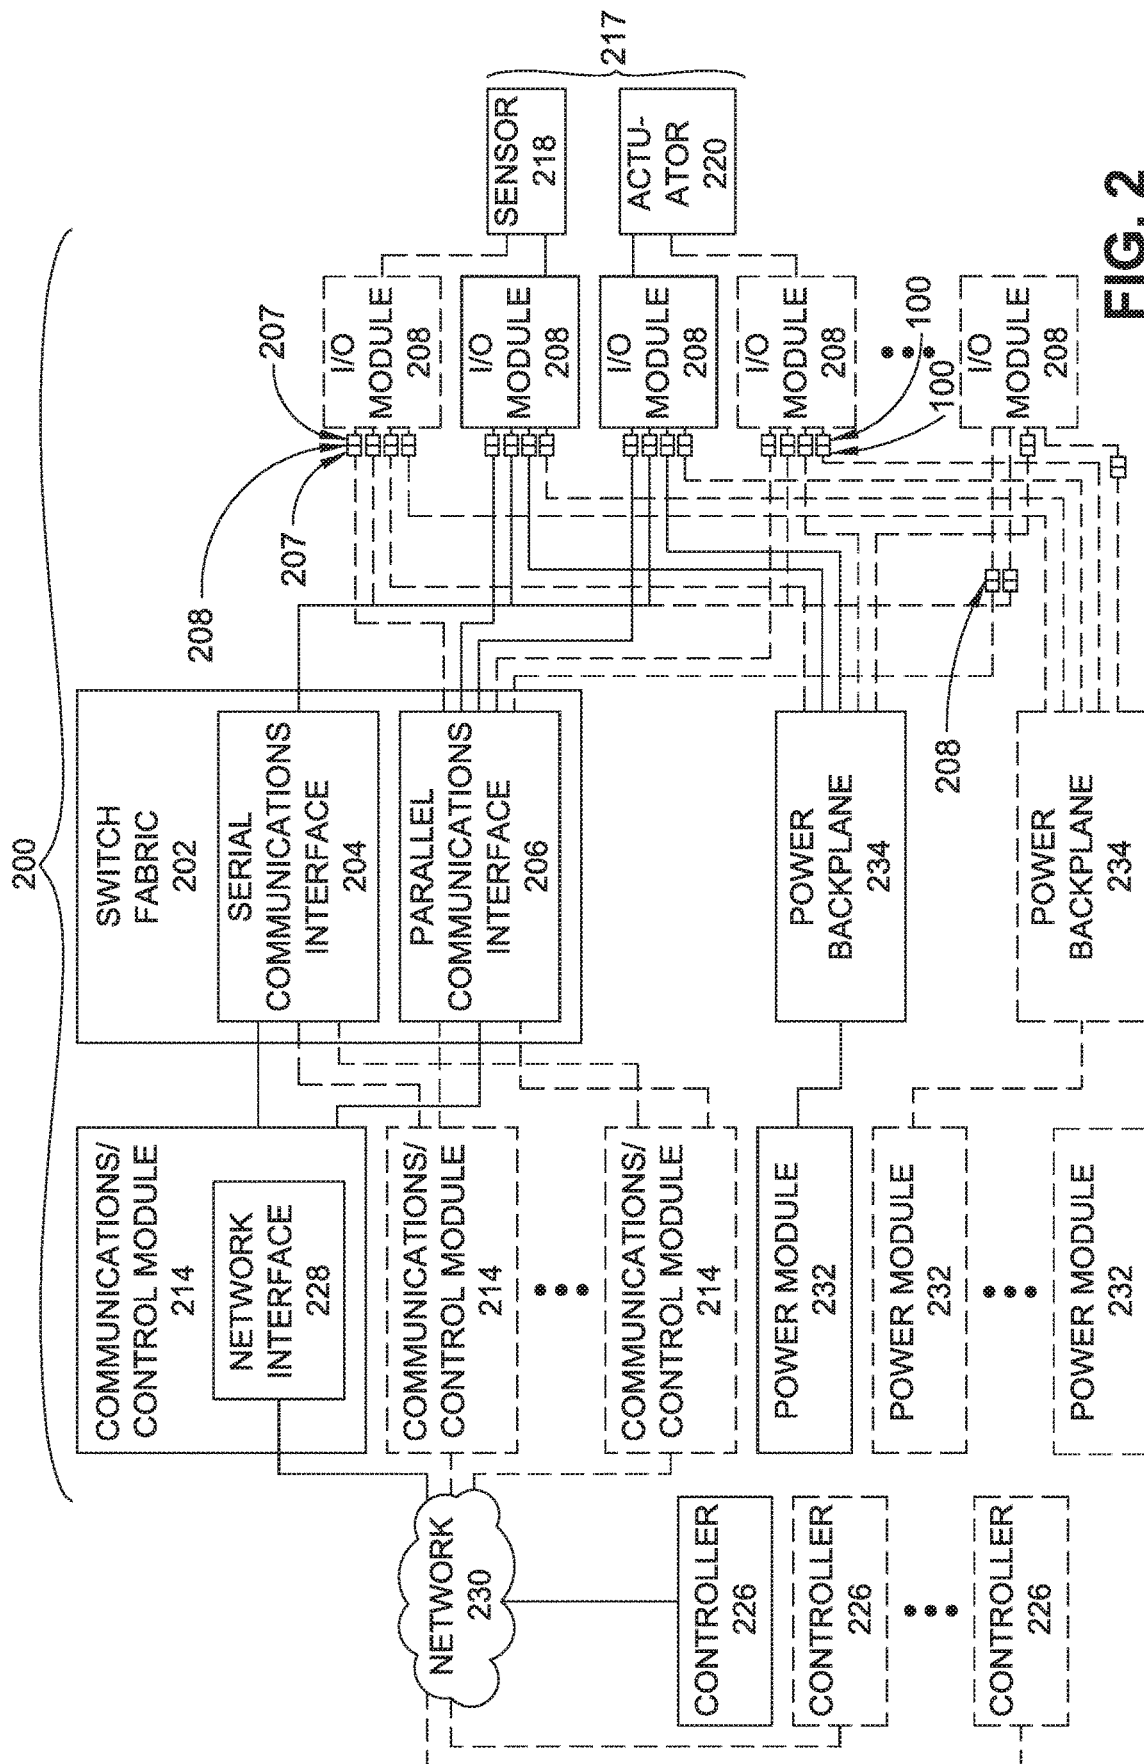 200
SWITCH
FABRIC
202
SERIAL
COMMUNICATIONS
INTERFACE
204
PARALLEL
COMMUNICATIONS
INTERFACE
206
COMMUNICATIONS/
CONTROL MODULE
214
NETWORK
INTERFACE
228
COMMUNICATIONS/
CONTROL MODULE
214
COMMUNICATIONS/
CONTROL MODULE
214
NETWORK
230
CONTROLLER
226
CONTROLLER
226
CONTROLLER
226
POWER MODULE
232
POWER MODULE
232
POWER MODULE
232
POWER
BACKPLANE
234
POWER
BACKPLANE
234
208
207
207
208
I/O
MODULE
208
I/O
MODULE
208
I/O
MODULE
208
I/O
MODULE
208
100
100
I/O
MODULE
208
SENSOR
218
ACTU-
ATOR
220
217
FIG. 2